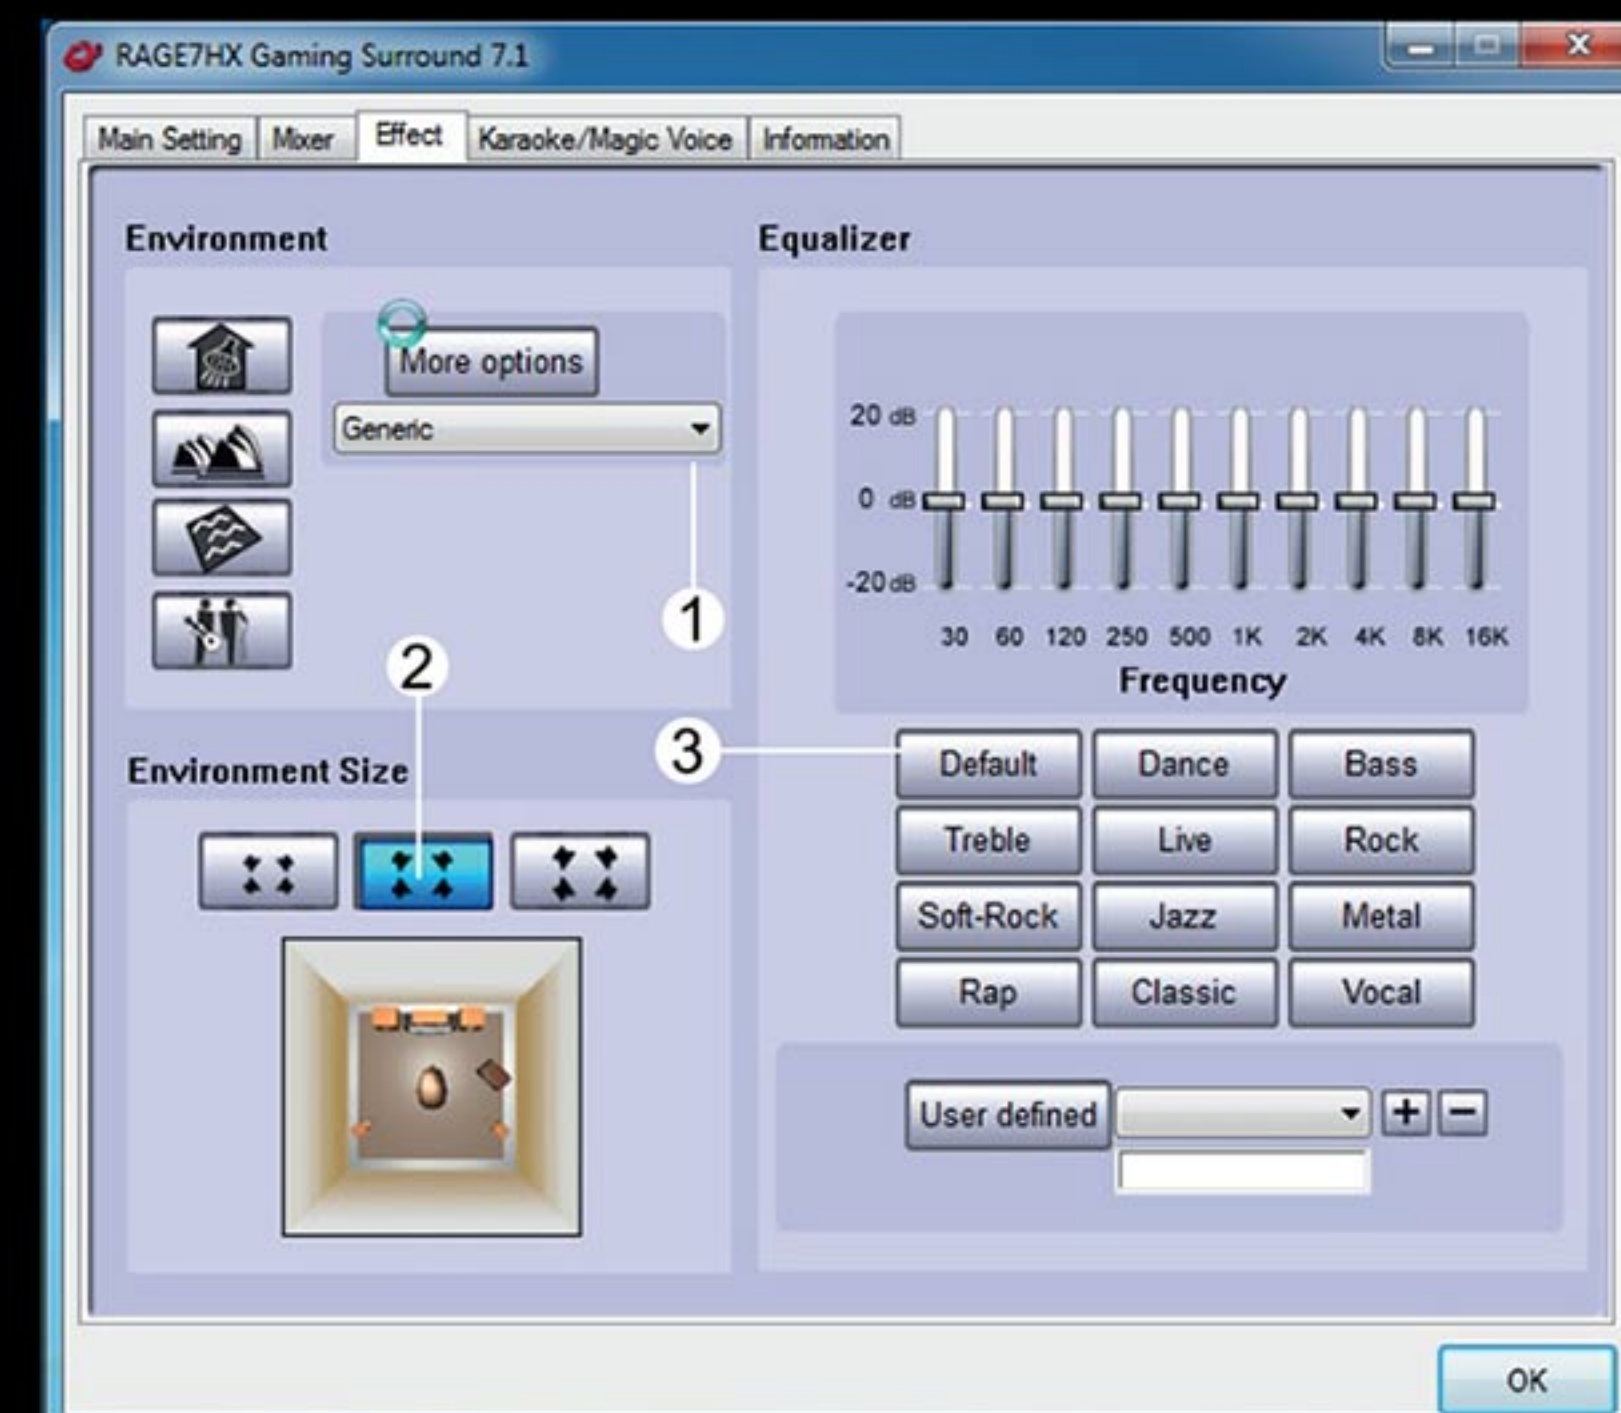 RAGE7HX Gaming Surround 7.1
Main Setting Mixer Effect Karaoke/Magic Voice Information
Environment
More options
Generic
1
2
Environment Size
Equalizer
20 dB
0 dB
-20 dB
30 60 120 250 500 1K 2K 4K 8K 16K
Frequency
3
Default Dance Bass
Treble Live Rock
Soft-Rock Jazz Metal
Rap Classic Vocal
User defined + −
OK